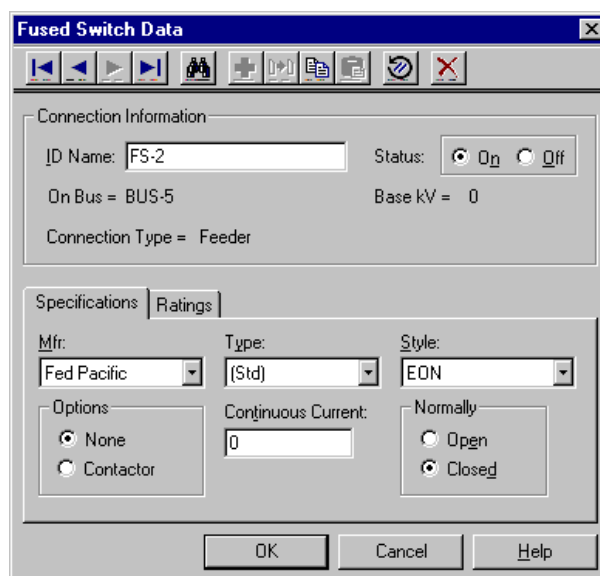 Fused Switch Data
Connection Information
ID Name: FS-2 Status: On Off
On Bus = BUS-5 Base kV = 0
Connection Type = Feeder
Specifications Ratings
Mfr: Type: Style:
Fed Pacific (Std) EON
Options Continuous Current: Normally
None 0 Open
Contactor Closed
OK Cancel Help